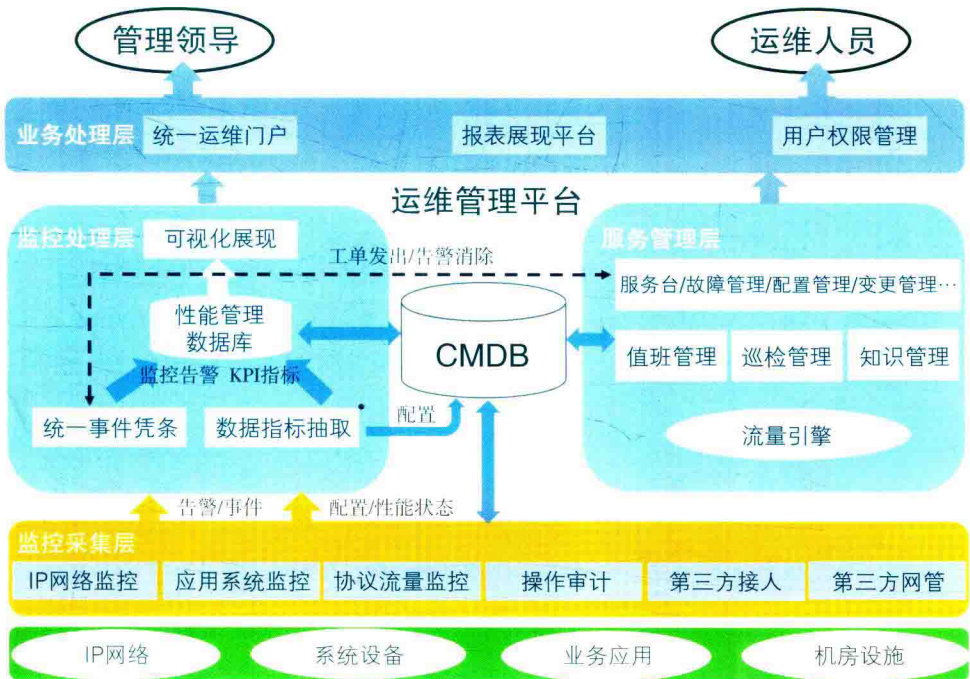 管理领导
运维人员
业务处理层
统一运维门户
报表展现平台
用户权限管理
运维管理平台
监控处理层
可视化展现
服务管理层
工单发出/告警消除
服务台/故障管理/配置管理/变更管理…
性能管理
数据库
CMDB
值班管理
巡检管理
知识管理
监控告警 KPI指标
统一事件凭条
数据指标抽取
配置
流量引擎
告警/事件
配置/性能状态
监控采集层
IP网络监控
应用系统监控
协议流量监控
操作审计
第三方接人
第三方网管
IP网络
系统设备
业务应用
机房设施